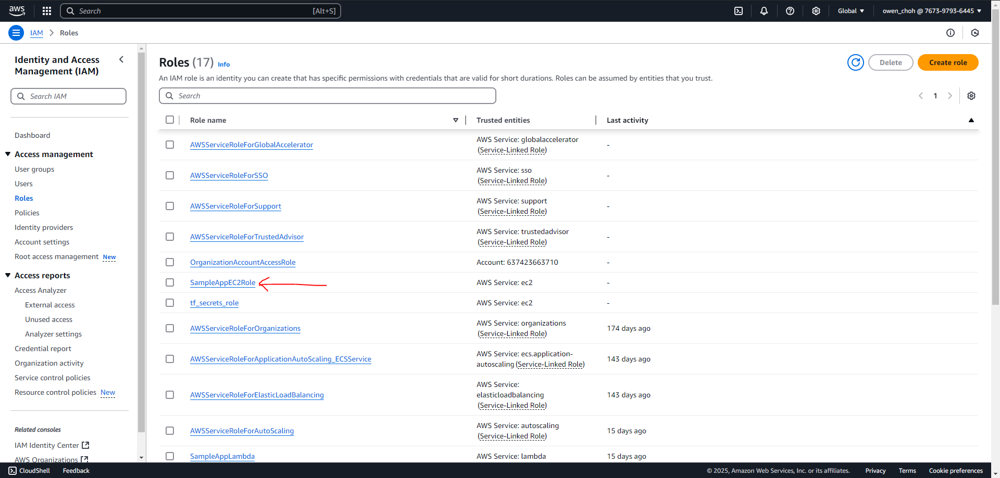 aws
Search
[Alt+S]
Global
owen_choh @ 7673-9793-6445
IAM
Roles
Identity and Access
Management (IAM)
Search IAM
Dashboard
Access management
User groups
Users
Roles
Policies
Identity providers
Account settings
Root access management New
Access reports
Access Analyzer
External access
Unused access
Analyzer settings
Credential report
Organization activity
Service control policies
Resource control policies New
Related consoles
IAM Identity Center
AWS Organizations
Roles (17) Info
Delete
Create role
An IAM role is an identity you can create that has specific permissions with credentials that are valid for short durations. Roles can be assumed by entities that you trust.
Search
1
Role name Trusted entities Last activity
AWSServiceRoleForGlobalAccelerator AWS Service: globalaccelerator -
(Service-Linked Role)
AWSServiceRoleForSSO AWS Service: sso -
(Service-Linked Role)
AWSServiceRoleForSupport AWS Service: support -
(Service-Linked Role)
AWSServiceRoleForTrustedAdvisor AWS Service: trustedadvisor -
(Service-Linked Role)
OrganizationAccountAccessRole Account: 637423663710 -
SampleAppEC2Role AWS Service: ec2 -
tf_secrets_role AWS Service: ec2 -
AWSServiceRoleForOrganizations AWS Service: organizations 174 days ago
(Service-Linked Role)
AWSServiceRoleForApplicationAutoScaling_ECSService AWS Service: ecs.application- 143 days ago
autoscaling (Service-Linked Role)
AWSServiceRoleForElasticLoadBalancing AWS Service: 143 days ago
elasticloadbalancing
(Service-Linked Role)
AWSServiceRoleForAutoScaling AWS Service: autoscaling 15 days ago
(Service-Linked Role)
SampleAppLambda AWS Service: lambda 15 days ago
CloudShell
Feedback
© 2025, Amazon Web Services, Inc. or its affiliates.
Privacy
Terms
Cookie preferences